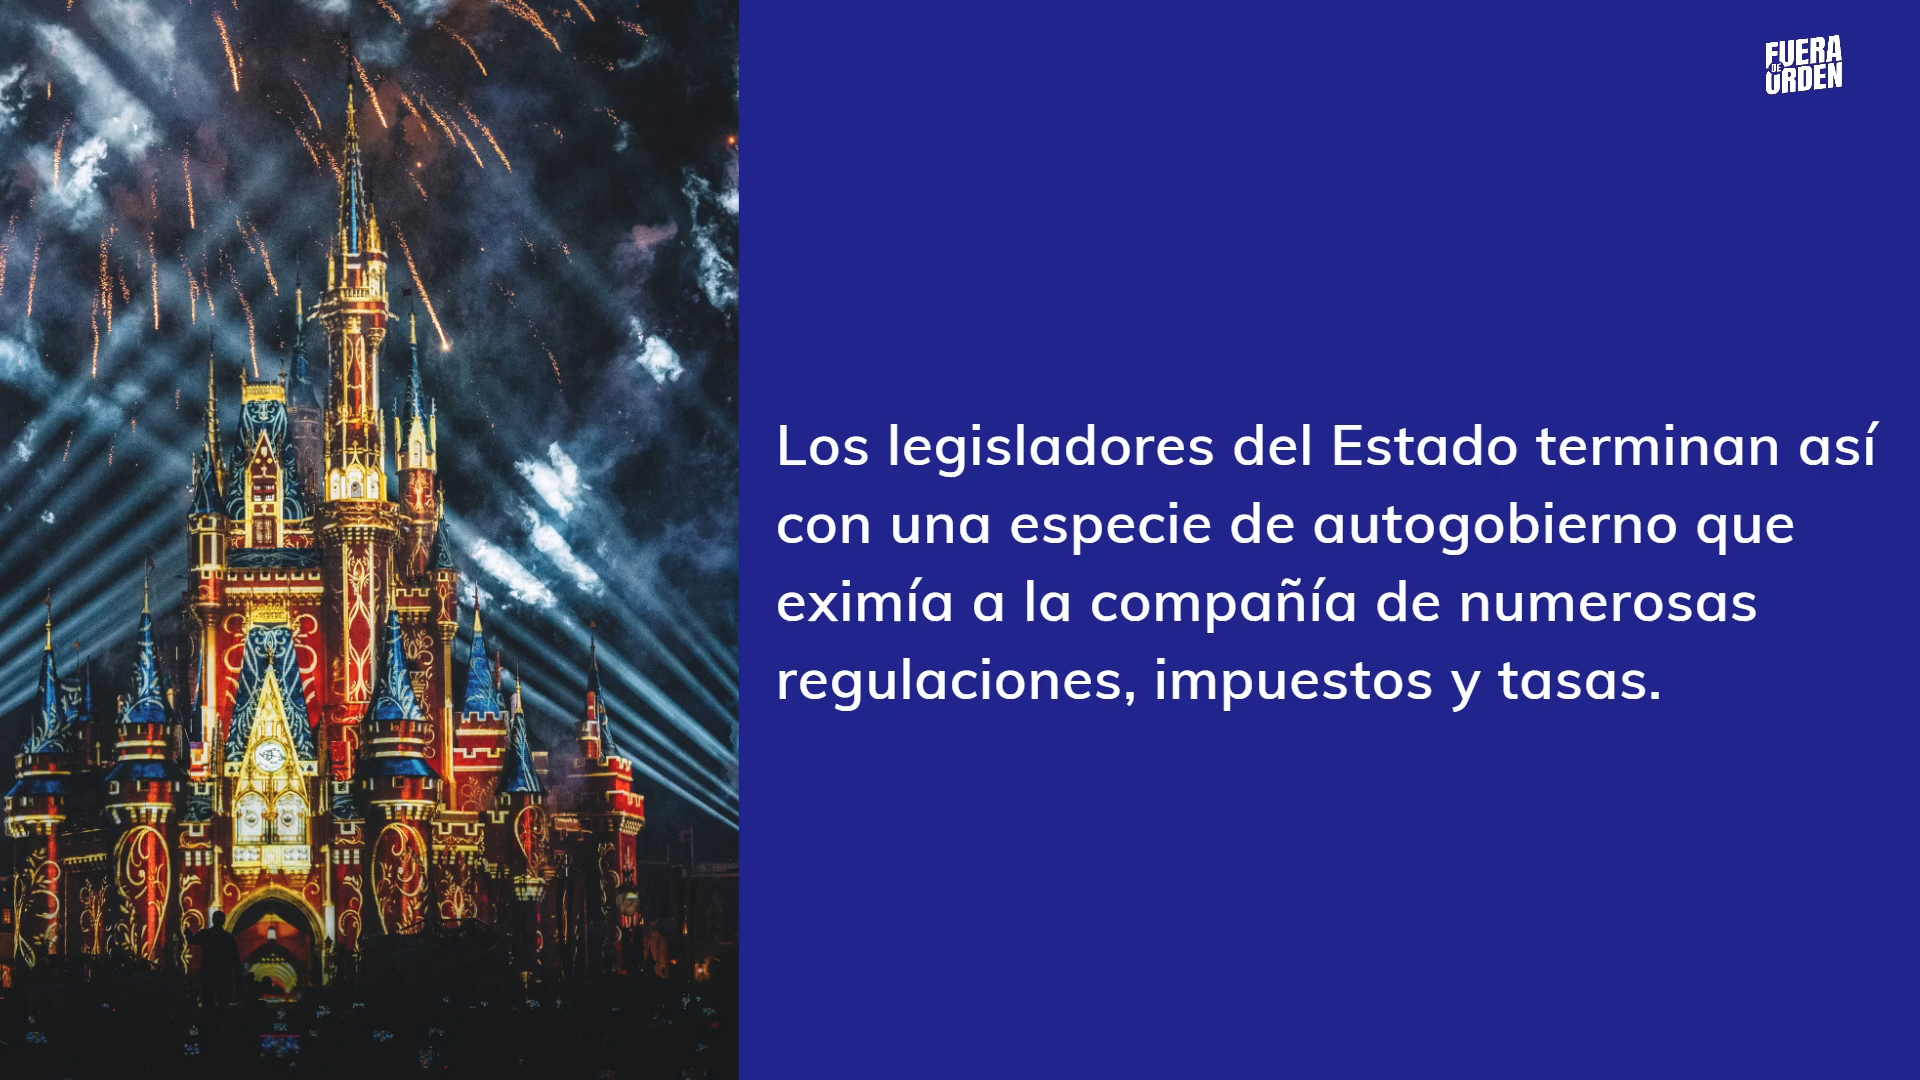 FUERA
DE
ORDEN
Los legisladores del Estado terminan así
con una especie de autogobierno que
eximía a la compañía de numerosas
regulaciones, impuestos y tasas.